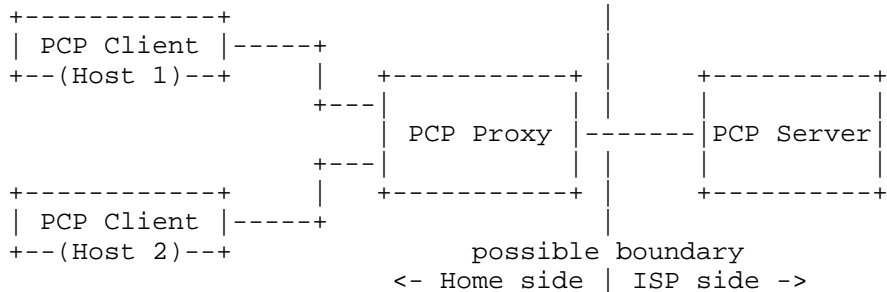 PCP Client
(Host 1)
PCP Proxy PCP Server
PCP Client
(Host 2)
possible boundary
<- Home side | ISP side ->